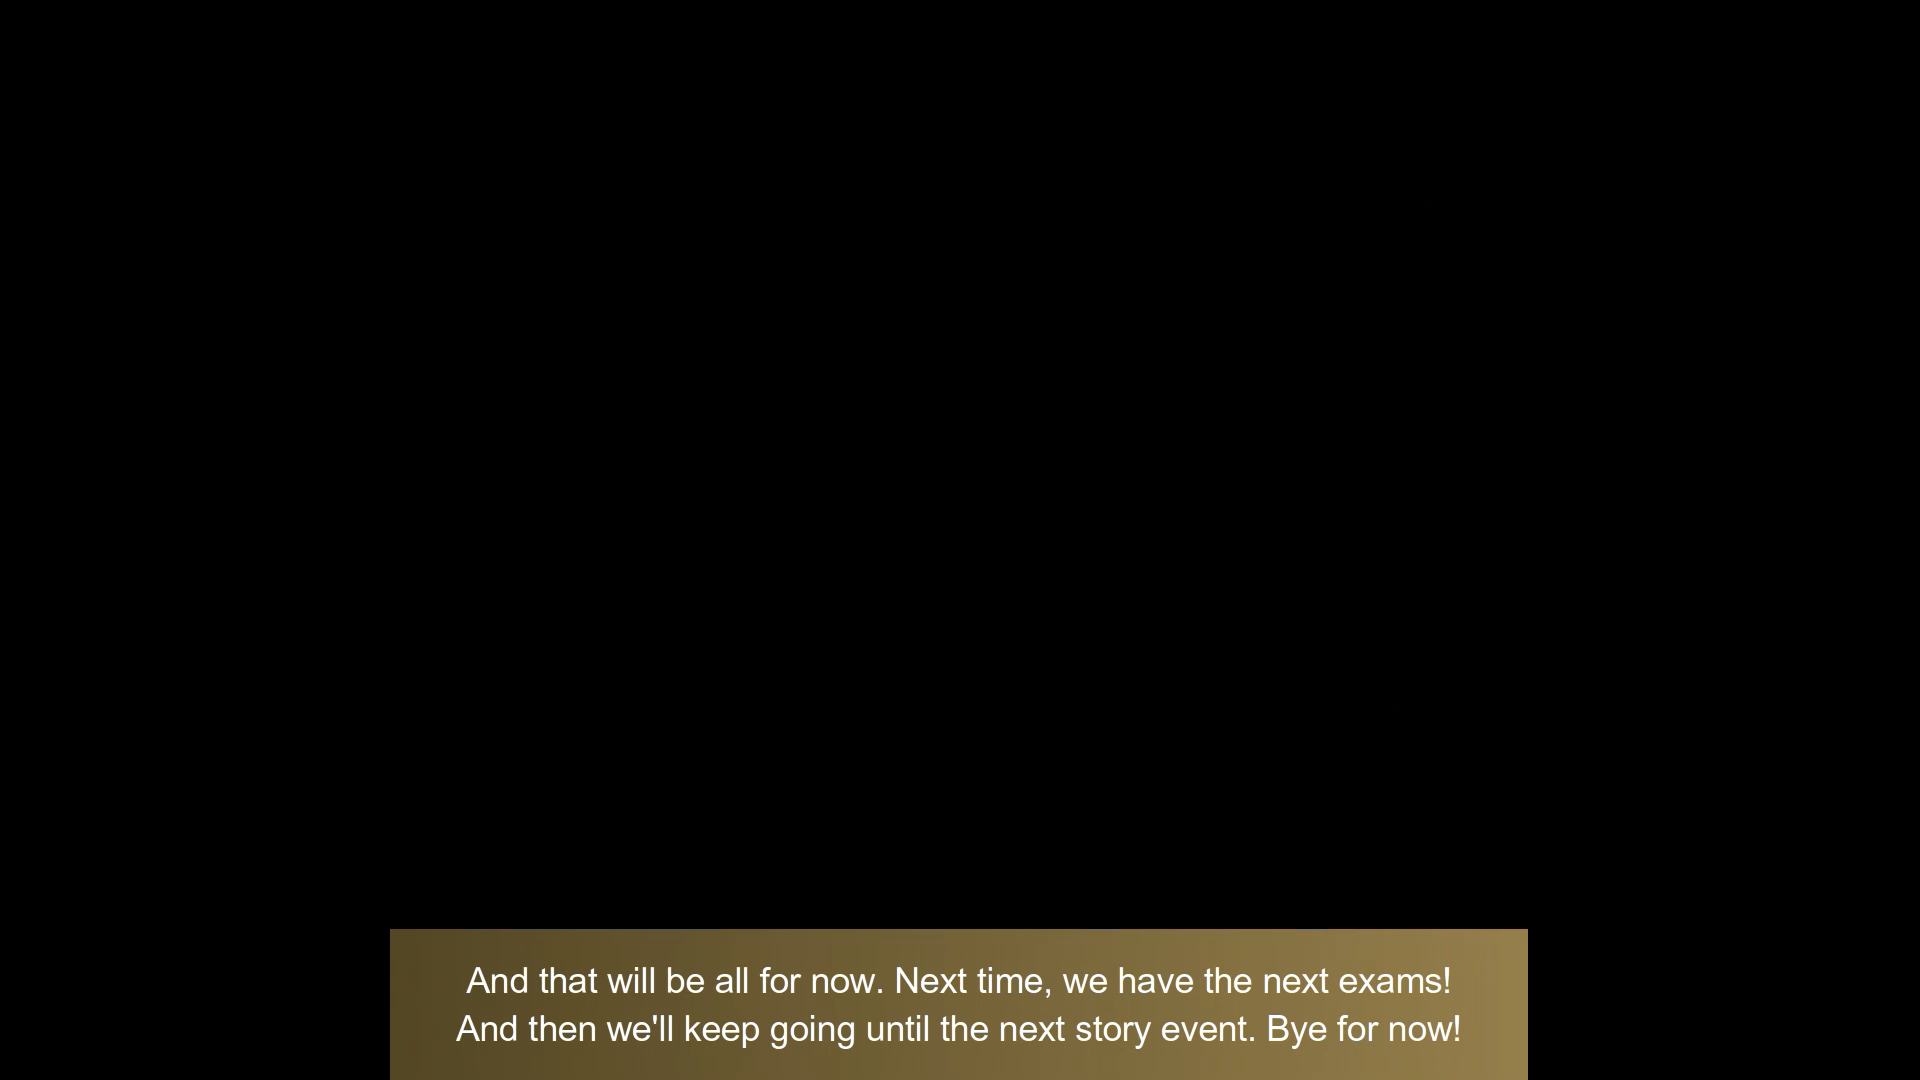 And that will be all for now. Next time, we have the next exams!
And then we'll keep going until the next story event. Bye for now!